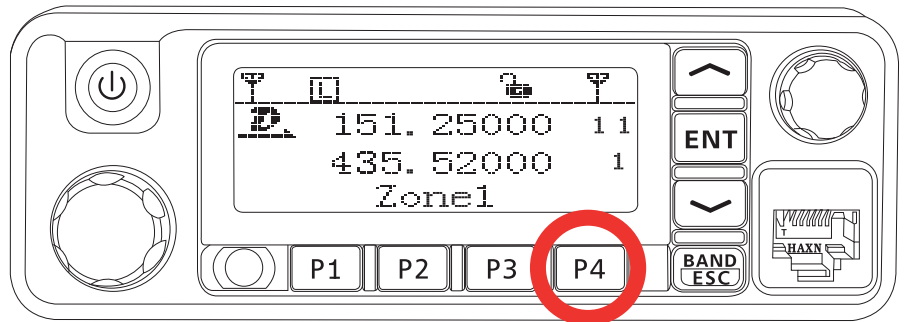 L
D 151.25000 11
435.52000 1
Zone1
ENT
P1 P2 P3 P4
BAND
ESC
T
HAXN